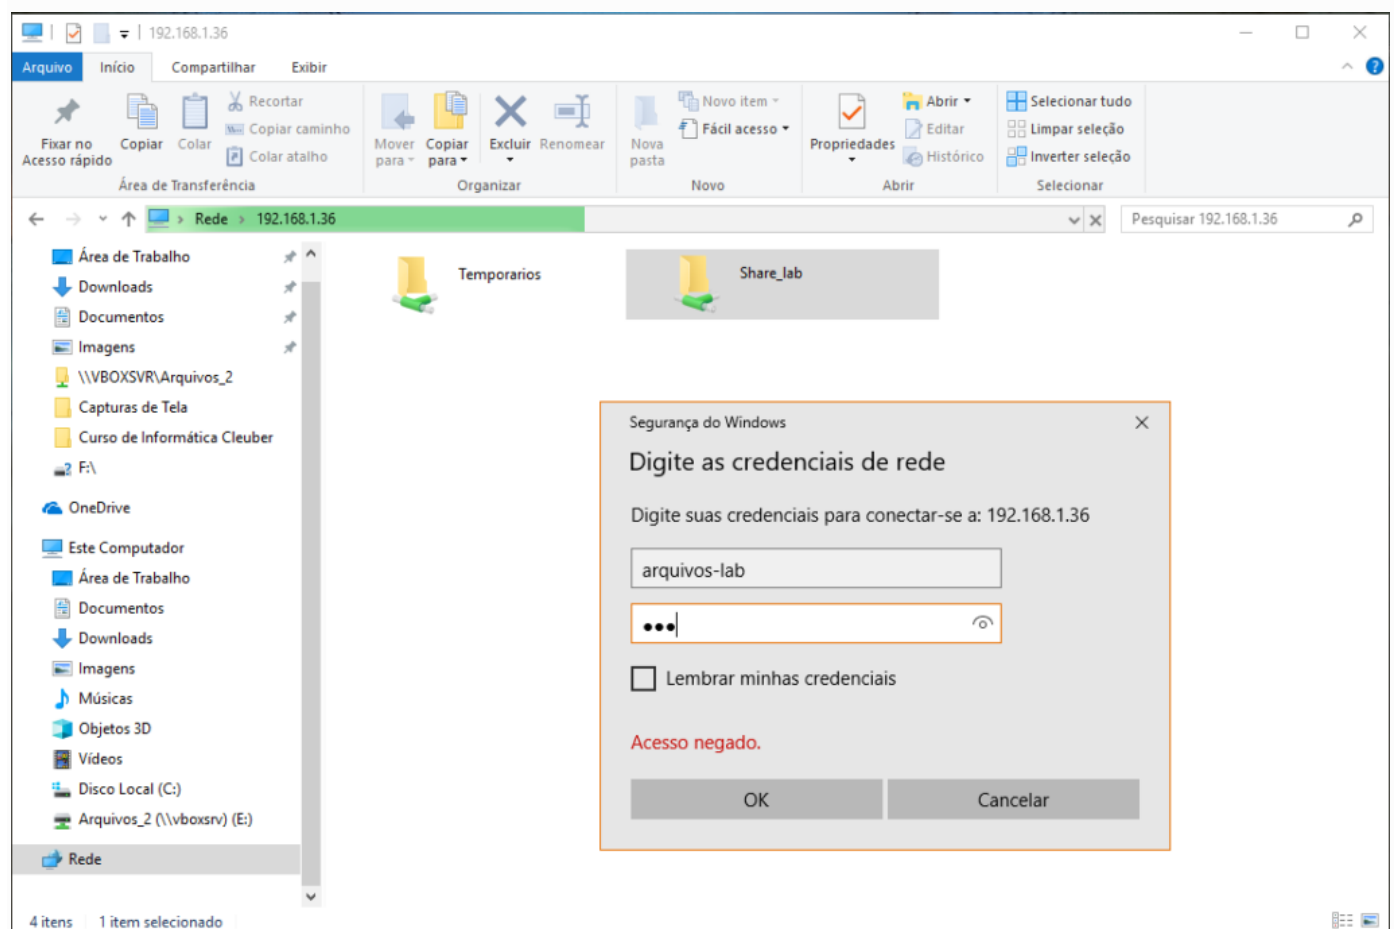 192.168.1.36
Arquivo Início Compartilhar Exibir
Fixar no Acesso rápido
Copiar
Colar
Recortar
Copiar caminho
Colar atalho
Área de Transferência
Mover para
Copiar para
Excluir
Renomear
Organizar
Nova pasta
Novo item
Fácil acesso
Novo
Propriedades
Abrir
Editar
Histórico
Abrir
Selecionar tudo
Limpar seleção
Inverter seleção
Selecionar
Rede > 192.168.1.36
Pesquisar 192.168.1.36
Área de Trabalho
Downloads
Documentos
Imagens
\\VBOXSVR\Arquivos_2
Capturas de Tela
Curso de Informática Cleuber
F:\
OneDrive
Este Computador
Área de Trabalho
Documentos
Downloads
Imagens
Músicas
Objetos 3D
Vídeos
Disco Local (C:)
Arquivos_2 (\\vboxsrv) (E:)
Rede
Temporarios
Share_lab
Segurança do Windows
Digite as credenciais de rede
Digite suas credenciais para conectar-se a: 192.168.1.36
arquivos-lab
●●●
Lembrar minhas credenciais
Acesso negado.
OK
Cancelar
4 itens 1 item selecionado